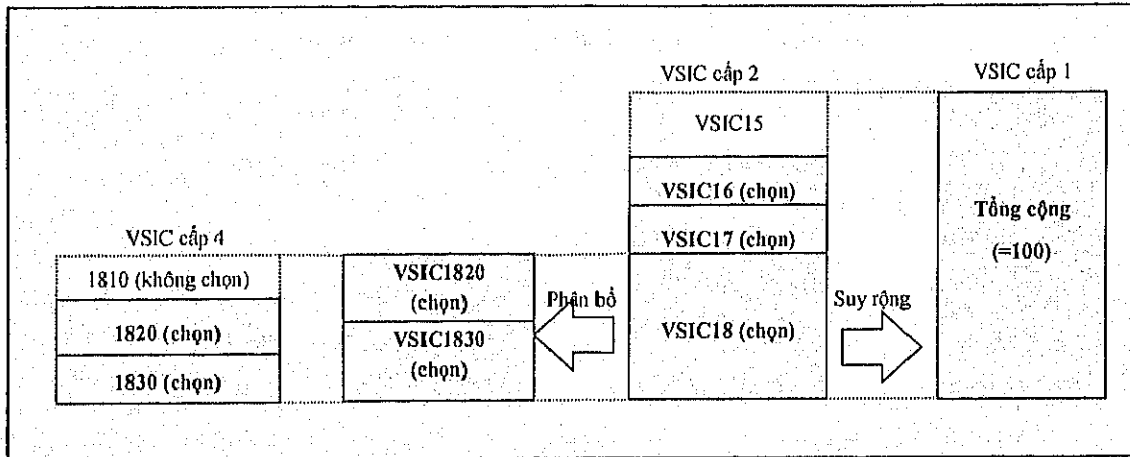 VSIC cấp 2
VSIC cấp 1
VSIC15
VSIC16 (chọn)
VSIC17 (chọn)
Tổng cộng
(=100)
VSIC cấp 4
1810 (không chọn)
1820 (chọn)
1830 (chọn)
VSIC1820
(chọn)
VSIC1830
(chọn)
Phân bổ
VSIC18 (chọn)
Suy rộng